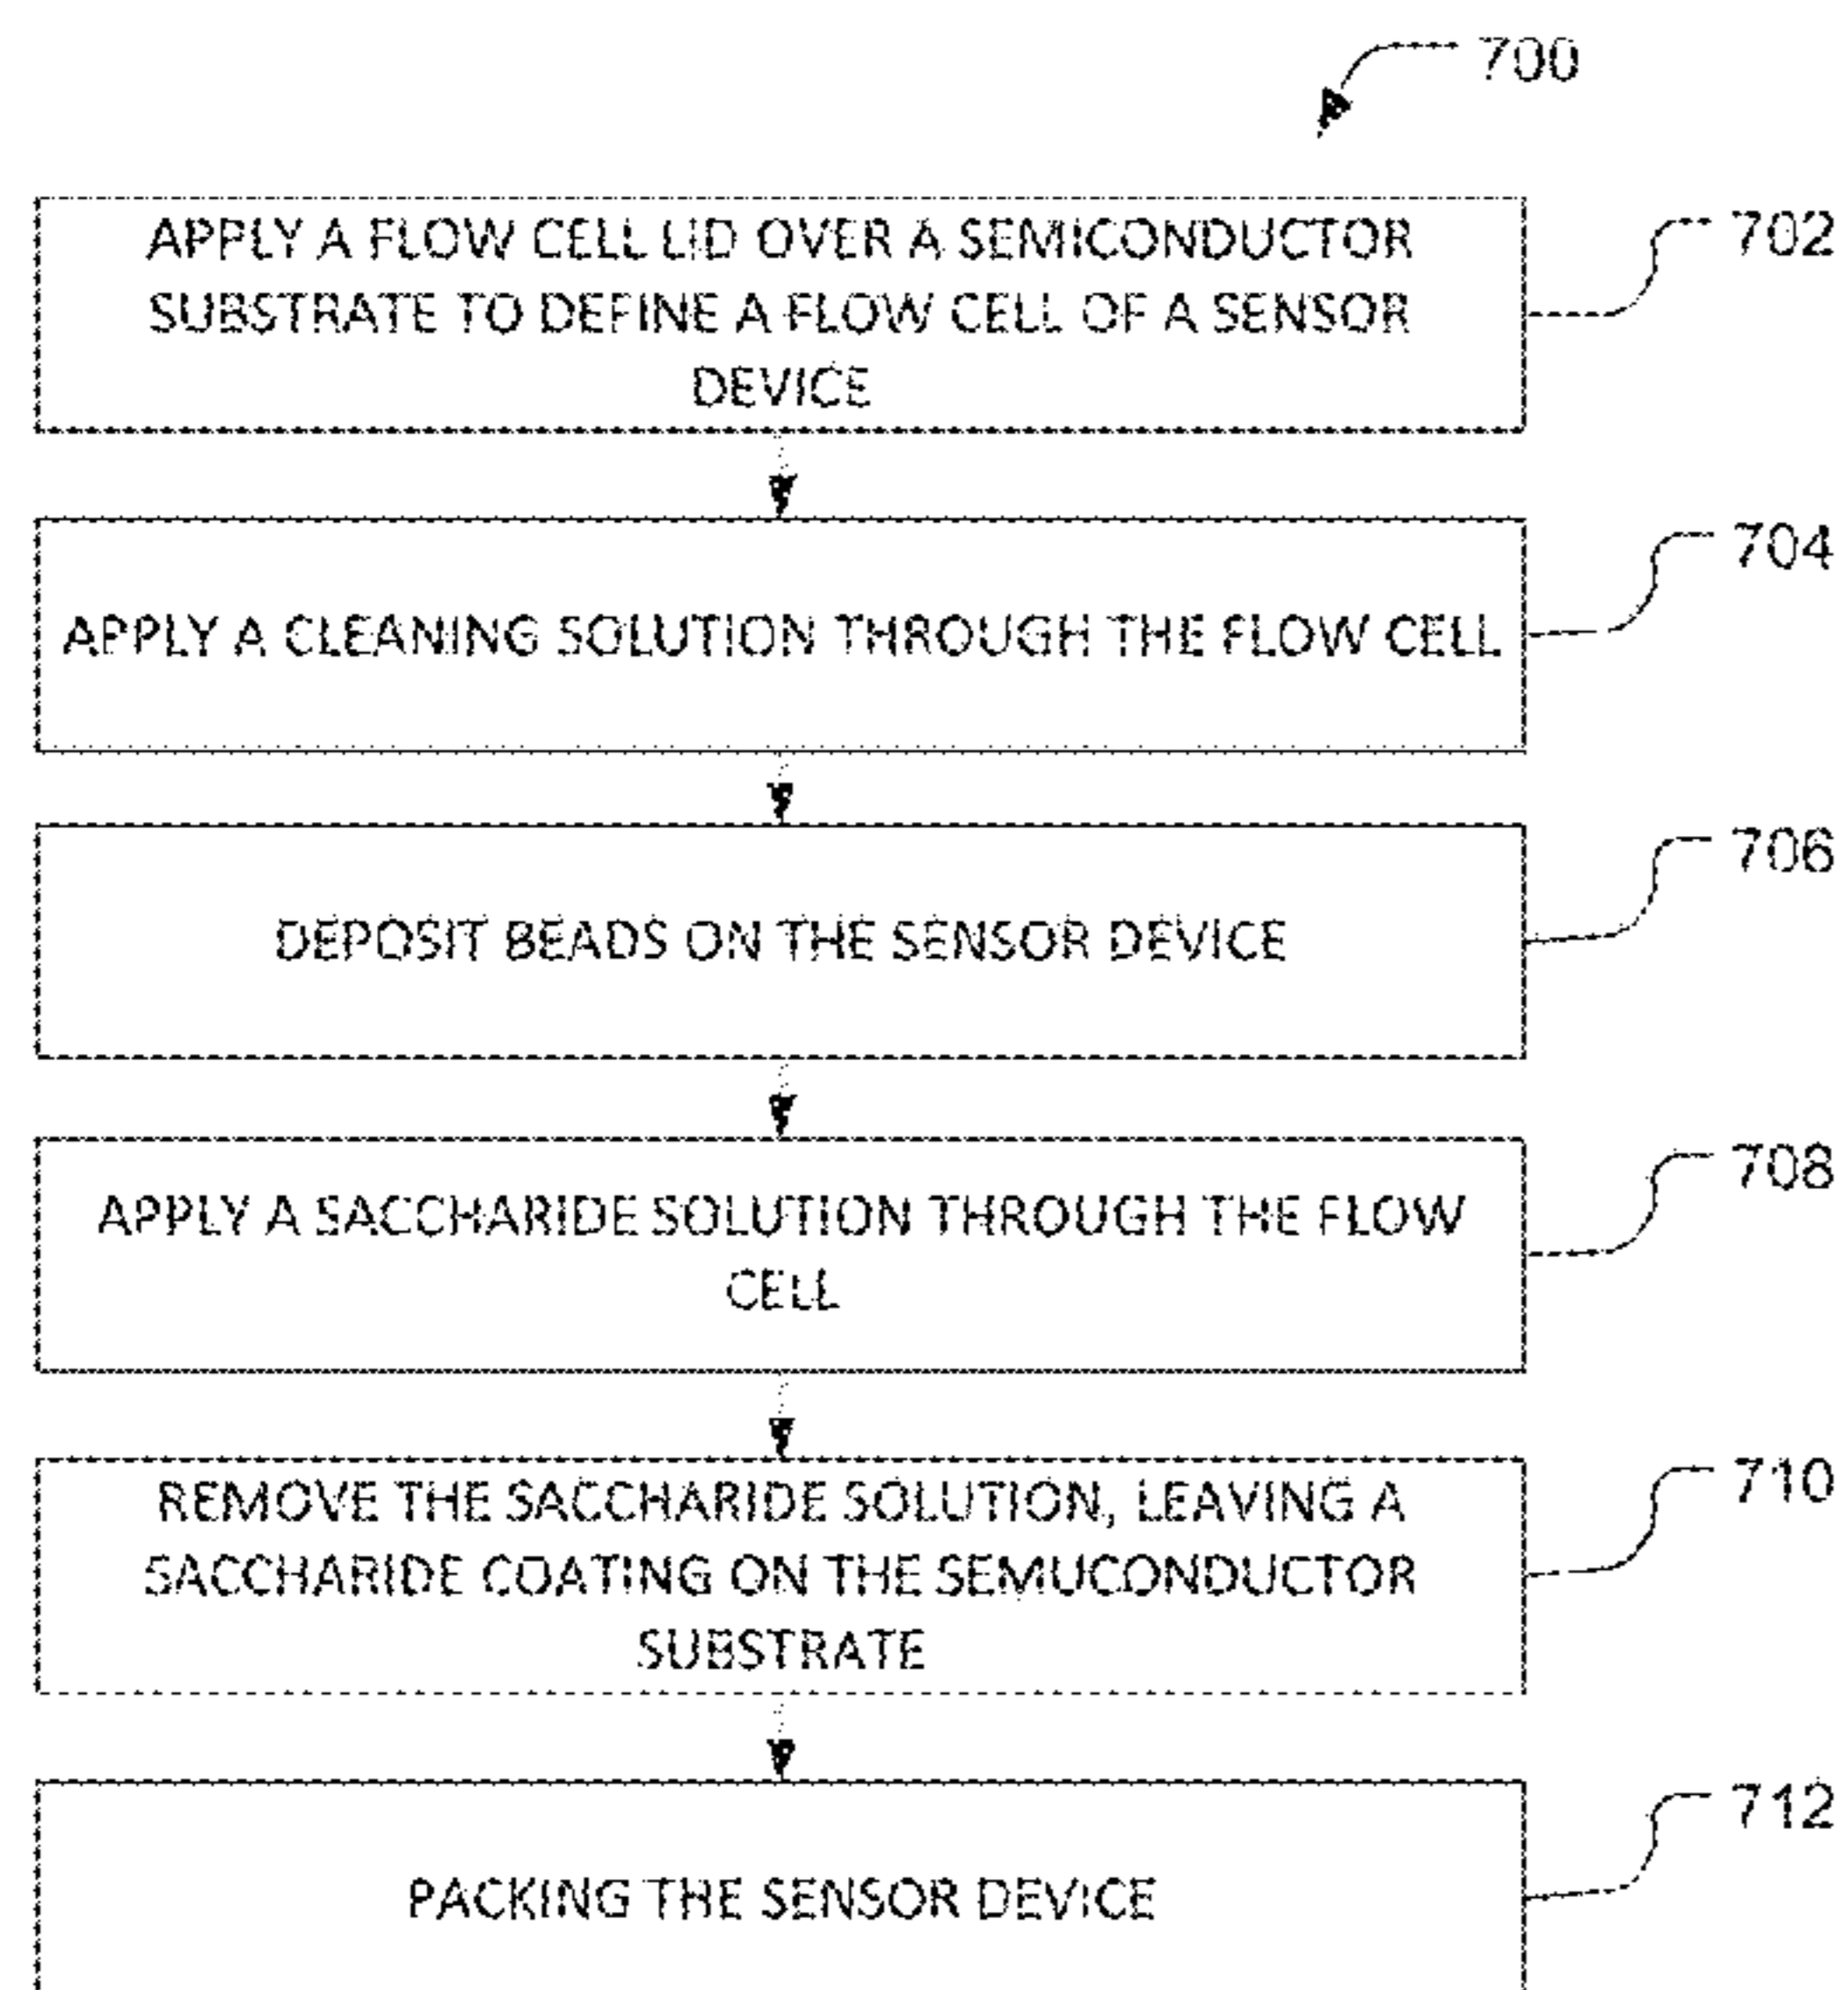 700
APPLY A FLOW CELL LID OVER A SEMICONDUCTOR
SUBSTRATE TO DEFINE A FLOW CELL OF A SENSOR
DEVICE
702
APPLY A CLEANING SOLUTION THROUGH THE FLOW CELL
704
DEPOSIT BEADS ON THE SENSOR DEVICE
706
APPLY A SACCHARIDE SOLUTION THROUGH THE FLOW
CELL
708
REMOVE THE SACCHARIDE SOLUTION, LEAVING A
SACCHARIDE COATING ON THE SEMUCONDUCTOR
SUBSTRATE
710
PACKING THE SENSOR DEVICE
712